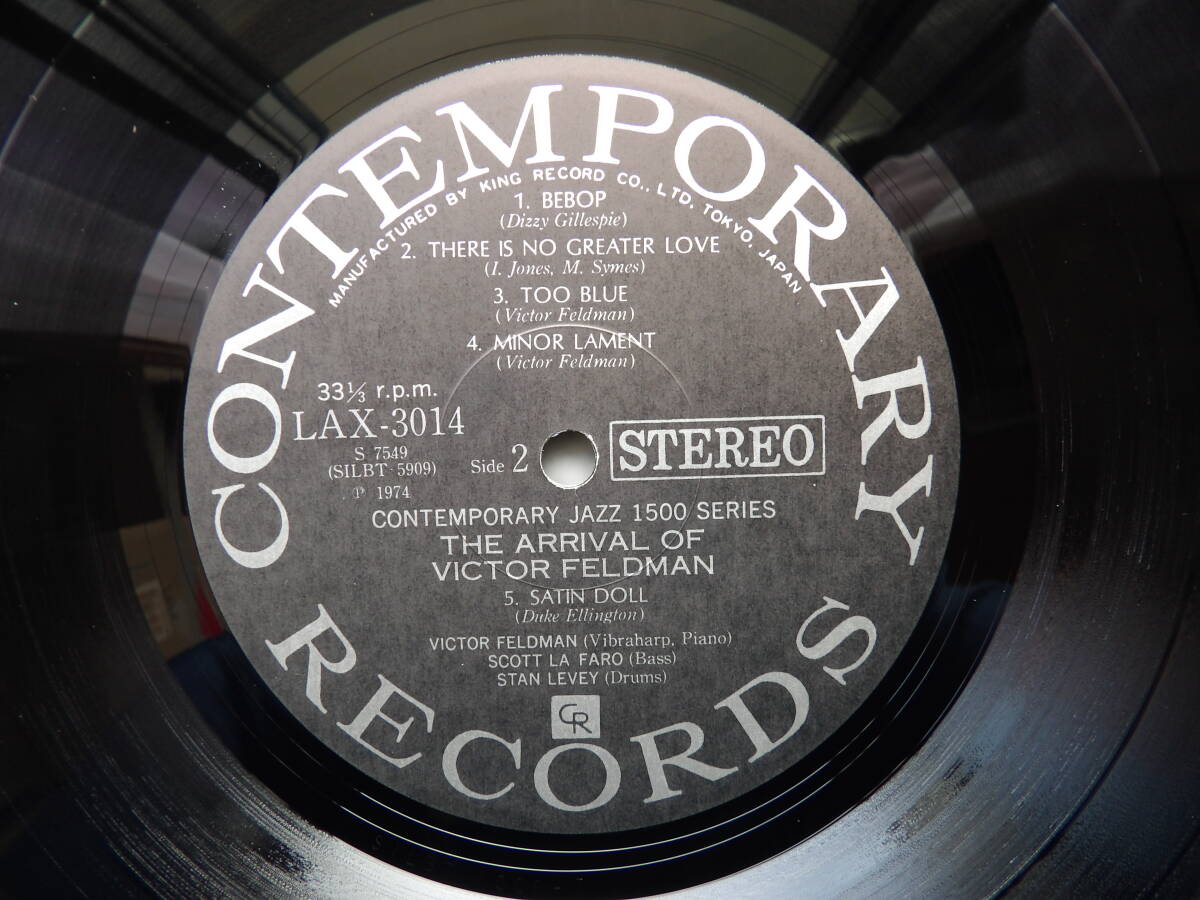 CONTEMPORARY
MANUFACTURED BY KING RECORD CO., LTD. TOKYO. JAPAN
1. BEBOP
(Dizzy Gillespie)
2. THERE IS NO GREATER LOVE
(I. Jones, M. Symes)
3. TOO BLUE
(Victor Feldman)
4. MINOR LAMENT
(Victor Feldman)
33⅓ r.p.m.
LAX-3014
S 7549
(SILBT-5909)
℗ 1974
Side 2
STEREO
CONTEMPORARY JAZZ 1500 SERIES
THE ARRIVAL OF
VICTOR FELDMAN
5. SATIN DOLL
(Duke Ellington)
VICTOR FELDMAN (Vibraharp, Piano)
SCOTT LA FARO (Bass)
STAN LEVEY (Drums)
CR
RECORDS